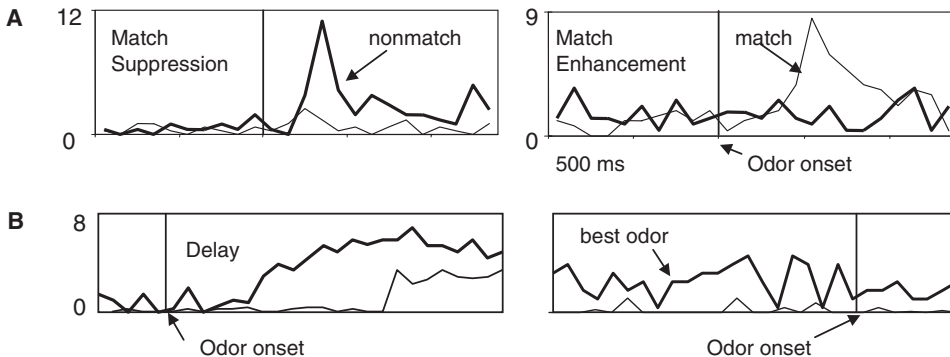 A
12
0
Match
Suppression
nonmatch
9
0
Match
Enhancement
match
500 ms
Odor onset
B
8
0
Delay
Odor onset
best odor
Odor onset